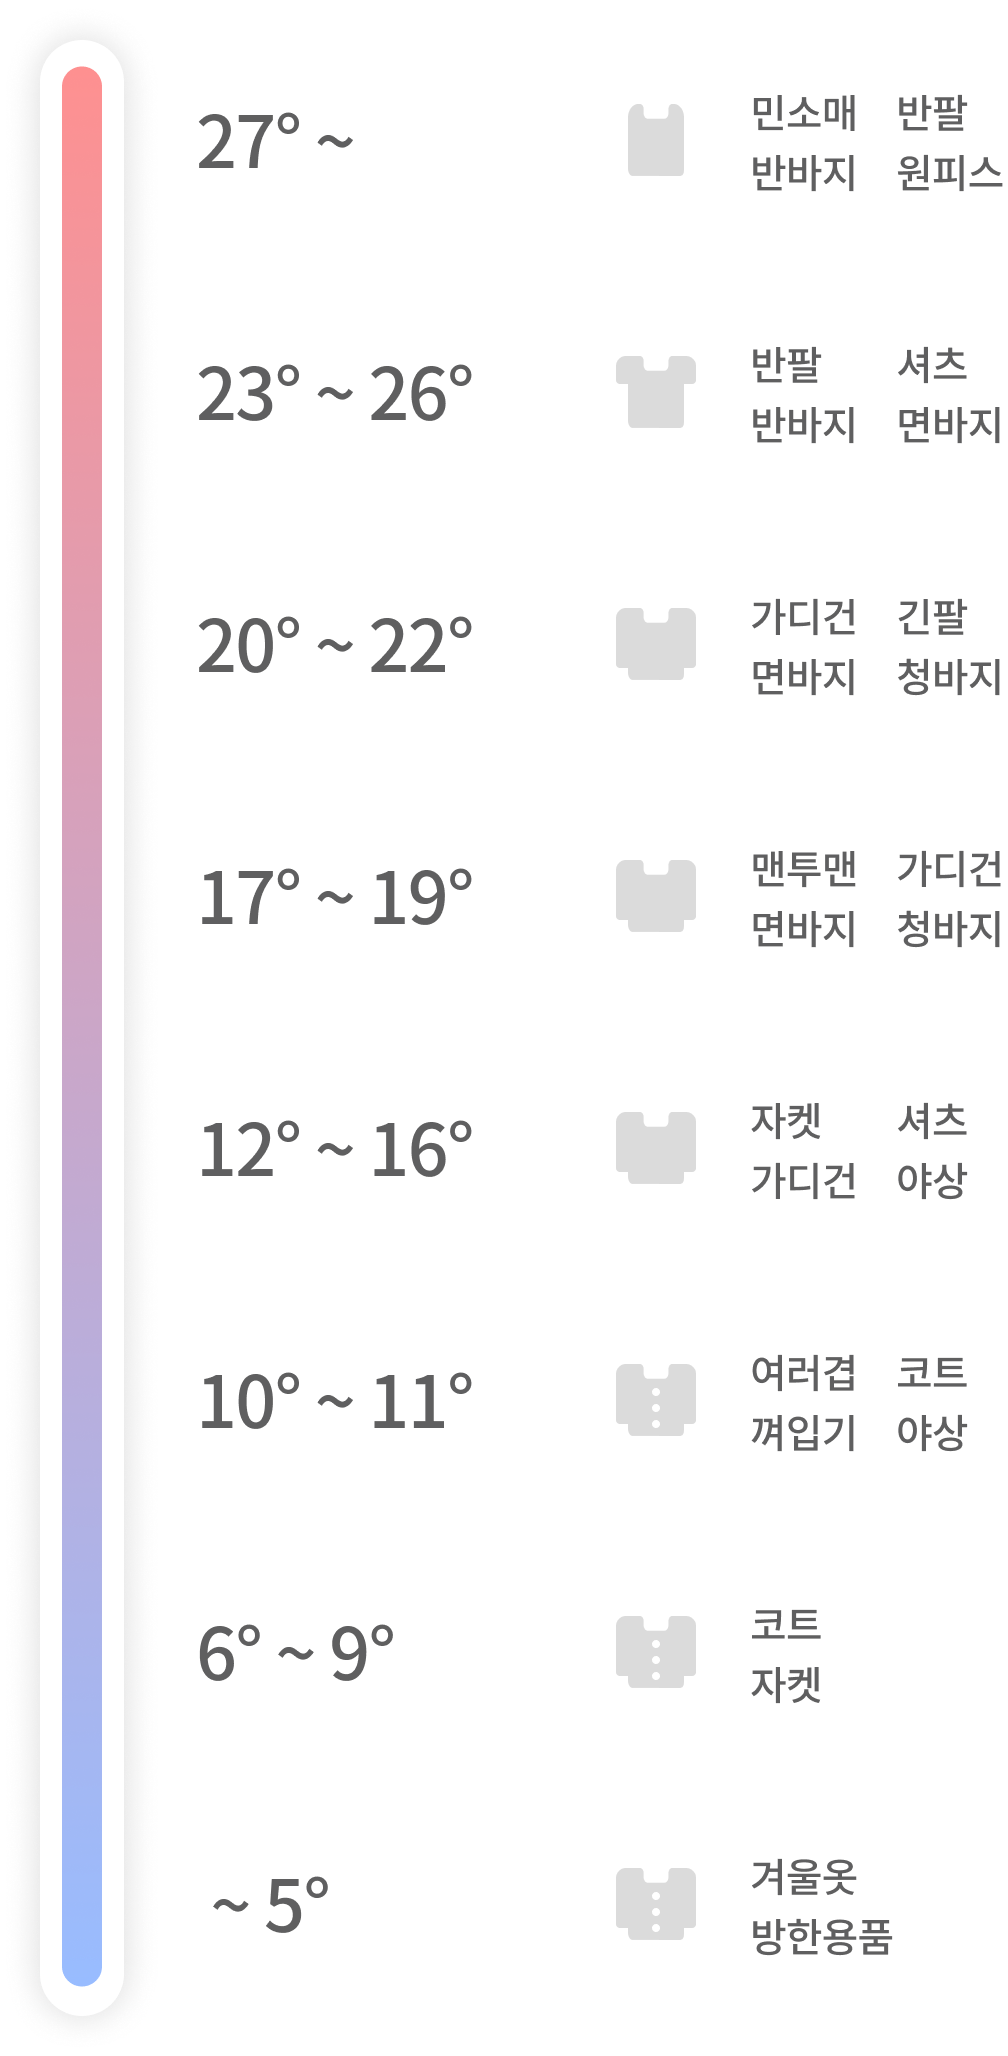 27° ~
민소매 반팔
반바지 원피스
23° ~ 26°
반팔 셔츠
반바지 면바지
20° ~ 22°
가디건 긴팔
면바지 청바지
17° ~ 19°
맨투맨 가디건
면바지 청바지
12° ~ 16°
자켓 셔츠
가디건 야상
10° ~ 11°
여러겹 코트
껴입기 야상
6° ~ 9°
코트
자켓
~ 5°
겨울옷
방한용품